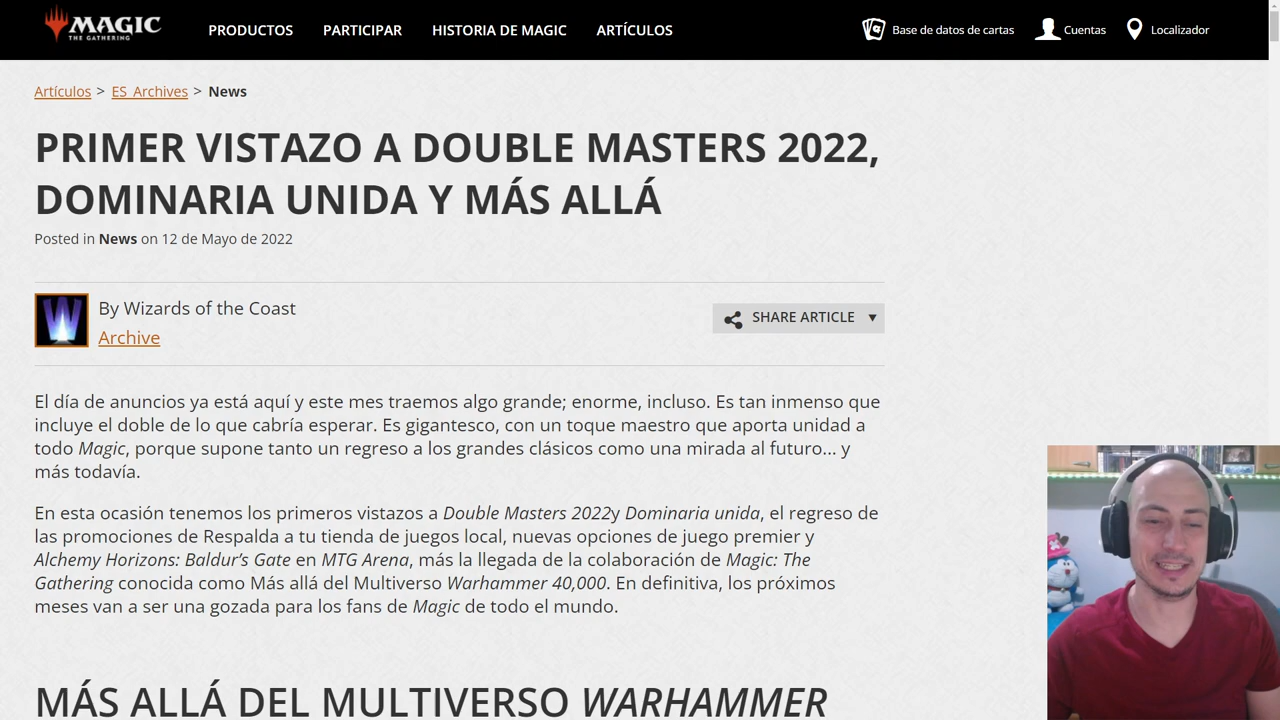 MAGIC
THE GATHERING
PRODUCTOS PARTICIPAR HISTORIA DE MAGIC ARTÍCULOS Base de datos de cartas Cuentas Localizador
Artículos > ES_Archives > News
PRIMER VISTAZO A DOUBLE MASTERS 2022,
DOMINARIA UNIDA Y MÁS ALLÁ
Posted in News on 12 de Mayo de 2022
By Wizards of the Coast
Archive
SHARE ARTICLE ▼
El día de anuncios ya está aquí y este mes traemos algo grande; enorme, incluso. Es tan inmenso que
incluye el doble de lo que cabría esperar. Es gigantesco, con un toque maestro que aporta unidad a
todo Magic, porque supone tanto un regreso a los grandes clásicos como una mirada al futuro... y
más todavía.
En esta ocasión tenemos los primeros vistazos a Double Masters 2022y Dominaria unida, el regreso de
las promociones de Respalda a tu tienda de juegos local, nuevas opciones de juego premier y
Alchemy Horizons: Baldur’s Gate en MTG Arena, más la llegada de la colaboración de Magic: The
Gathering conocida como Más allá del Multiverso Warhammer 40,000. En definitiva, los próximos
meses van a ser una gozada para los fans de Magic de todo el mundo.
MÁS ALLÁ DEL MULTIVERSO WARHAMMER